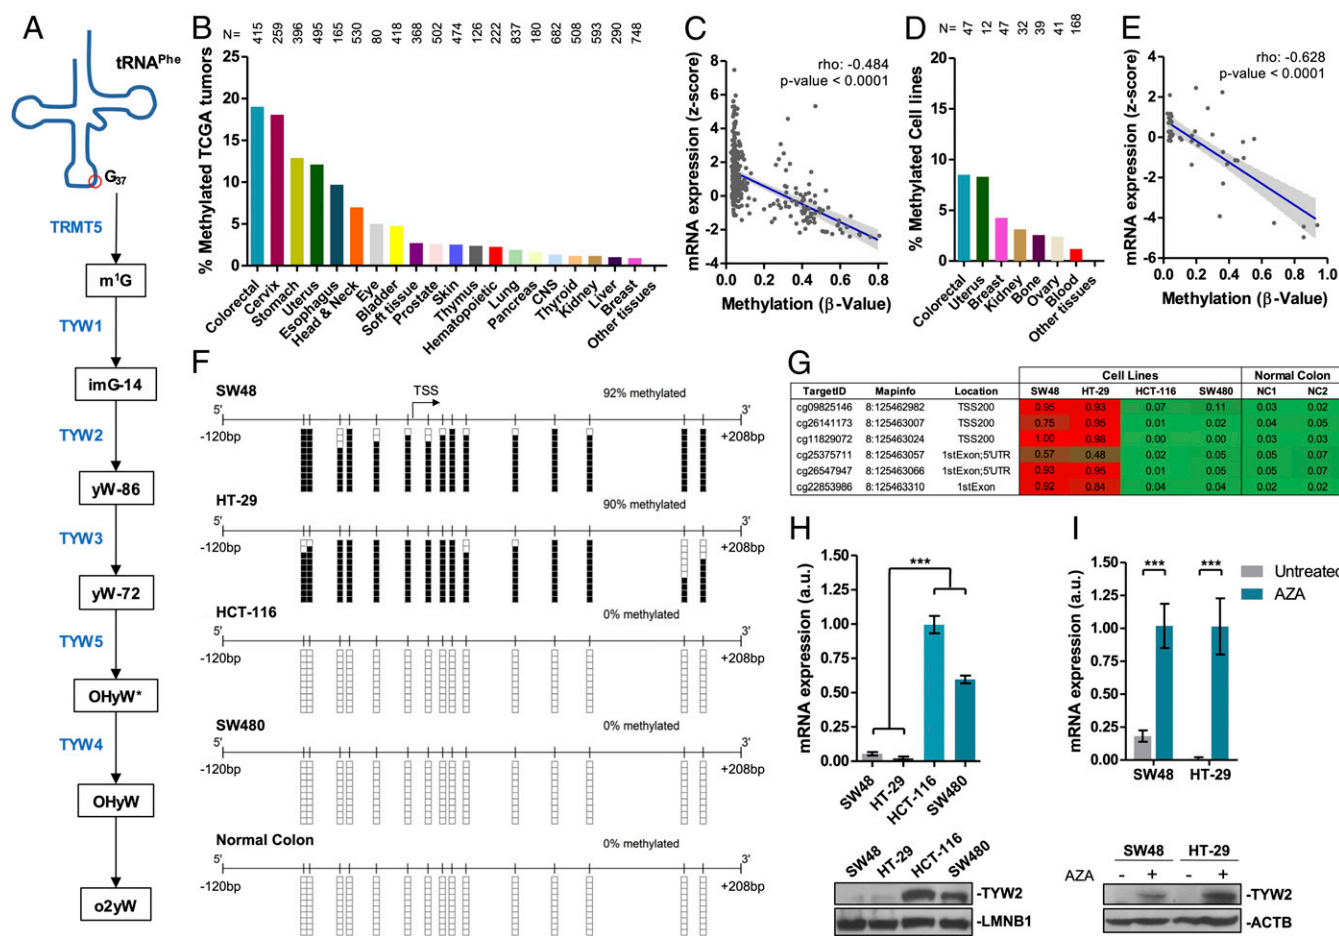 A
tRNAPhe
G37
TRMT5
m1G
TYW1
imG-14
TYW2
yW-86
TYW3
yW-72
TYW5
OHyW*
TYW4
OHyW
o2yW
B
N= 415 259 396 495 165 530 80 418 368 502 474 126 222 837 180 682 508 593 290 748
% Methylated TCGA tumors
25
20
15
10
5
0
Colorectal
Cervix
Stomach
Uterus
Esophagus
Head & Neck
Eye
Bladder
Soft tissue
Prostate
Skin
Thymus
Hematopoietic
Lung
Pancreas
CNS
Thyroid
Kidney
Liver
Breast
Other tissues
C
rho: -0.484
p-value < 0.0001
mRNA expression (z-score)
8
6
4
2
0
-2
-4
0.0 0.2 0.4 0.6 0.8
Methylation (β-Value)
D
N= 47 12 47 32 39 41 168
% Methylated Cell lines
20
10
0
Colorectal
Uterus
Breast
Kidney
Bone
Ovary
Blood
Other tissues
E
rho: -0.628
p-value < 0.0001
mRNA expression (z-score)
4
2
0
-2
-4
-6
0.0 0.2 0.4 0.6 0.8 1.0
Methylation (β-Value)
F
SW48
TSS
92% methylated
5' 3'
-120bp +208bp
HT-29
90% methylated
5' 3'
-120bp +208bp
HCT-116
0% methylated
5' 3'
-120bp +208bp
SW480
0% methylated
5' 3'
-120bp +208bp
Normal Colon
0% methylated
5' 3'
-120bp +208bp
G
Cell Lines Normal Colon
TargetID Mapinfo Location SW48 HT-29 HCT-116 SW480 NC1 NC2
cg09825146 8:125462982 TSS200 0.95 0.93 0.07 0.11 0.03 0.02
cg26141173 8:125463007 TSS200 0.75 0.95 0.01 0.02 0.04 0.05
cg11829072 8:125463024 TSS200 1.00 0.98 0.00 0.00 0.03 0.03
cg25375711 8:125463057 1stExon;5'UTR 0.57 0.48 0.02 0.05 0.05 0.07
cg26547947 8:125463066 1stExon;5'UTR 0.93 0.95 0.01 0.05 0.05 0.07
cg22853986 8:125463310 1stExon 0.92 0.84 0.04 0.04 0.02 0.02
H
mRNA expression (a.u.)
1.50
1.25
1.00
0.75
0.50
0.25
0.00
***
SW48
HT-29
HCT-116
SW480
SW48 HT-29 HCT-116 SW480
-TYW2
-LMNB1
I
mRNA expression (a.u.)
1.50
1.25
1.00
0.75
0.50
0.25
0.00
*** ***
Untreated
AZA
SW48 HT-29
SW48 HT-29
AZA - + - +
-TYW2
-ACTB